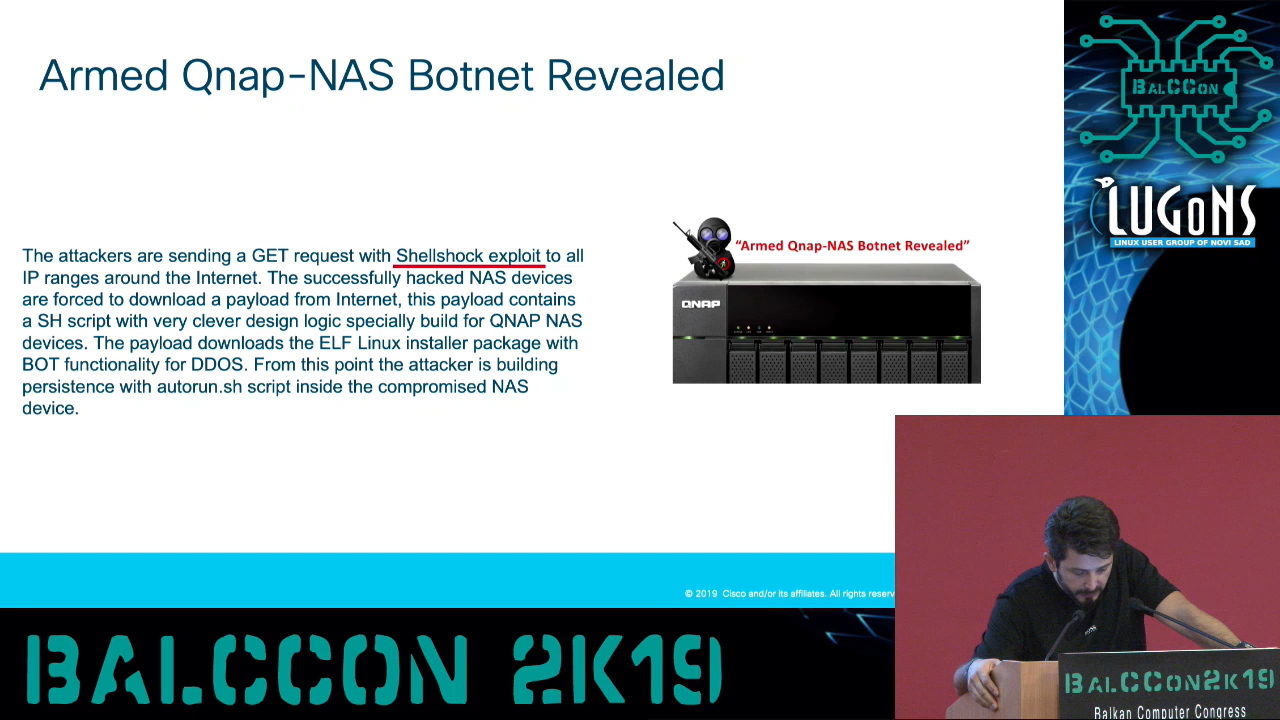 Armed Qnap-NAS Botnet Revealed
The attackers are sending a GET request with Shellshock exploit to all
IP ranges around the Internet. The successfully hacked NAS devices
are forced to download a payload from Internet, this payload contains
a SH script with very clever design logic specially build for QNAP NAS
devices. The payload downloads the ELF Linux installer package with
BOT functionality for DDOS. From this point the attacker is building
persistence with autorun.sh script inside the compromised NAS
device.
"Armed Qnap-NAS Botnet Revealed"
QNAP
© 2019 Cisco and/or its affiliates. All rights reserv
BALCCON
LUGONS
LINUX USER GROUP OF NOVI SAD
BALCCON 2K19
BALCCON2K19
Balkan Computer Congress